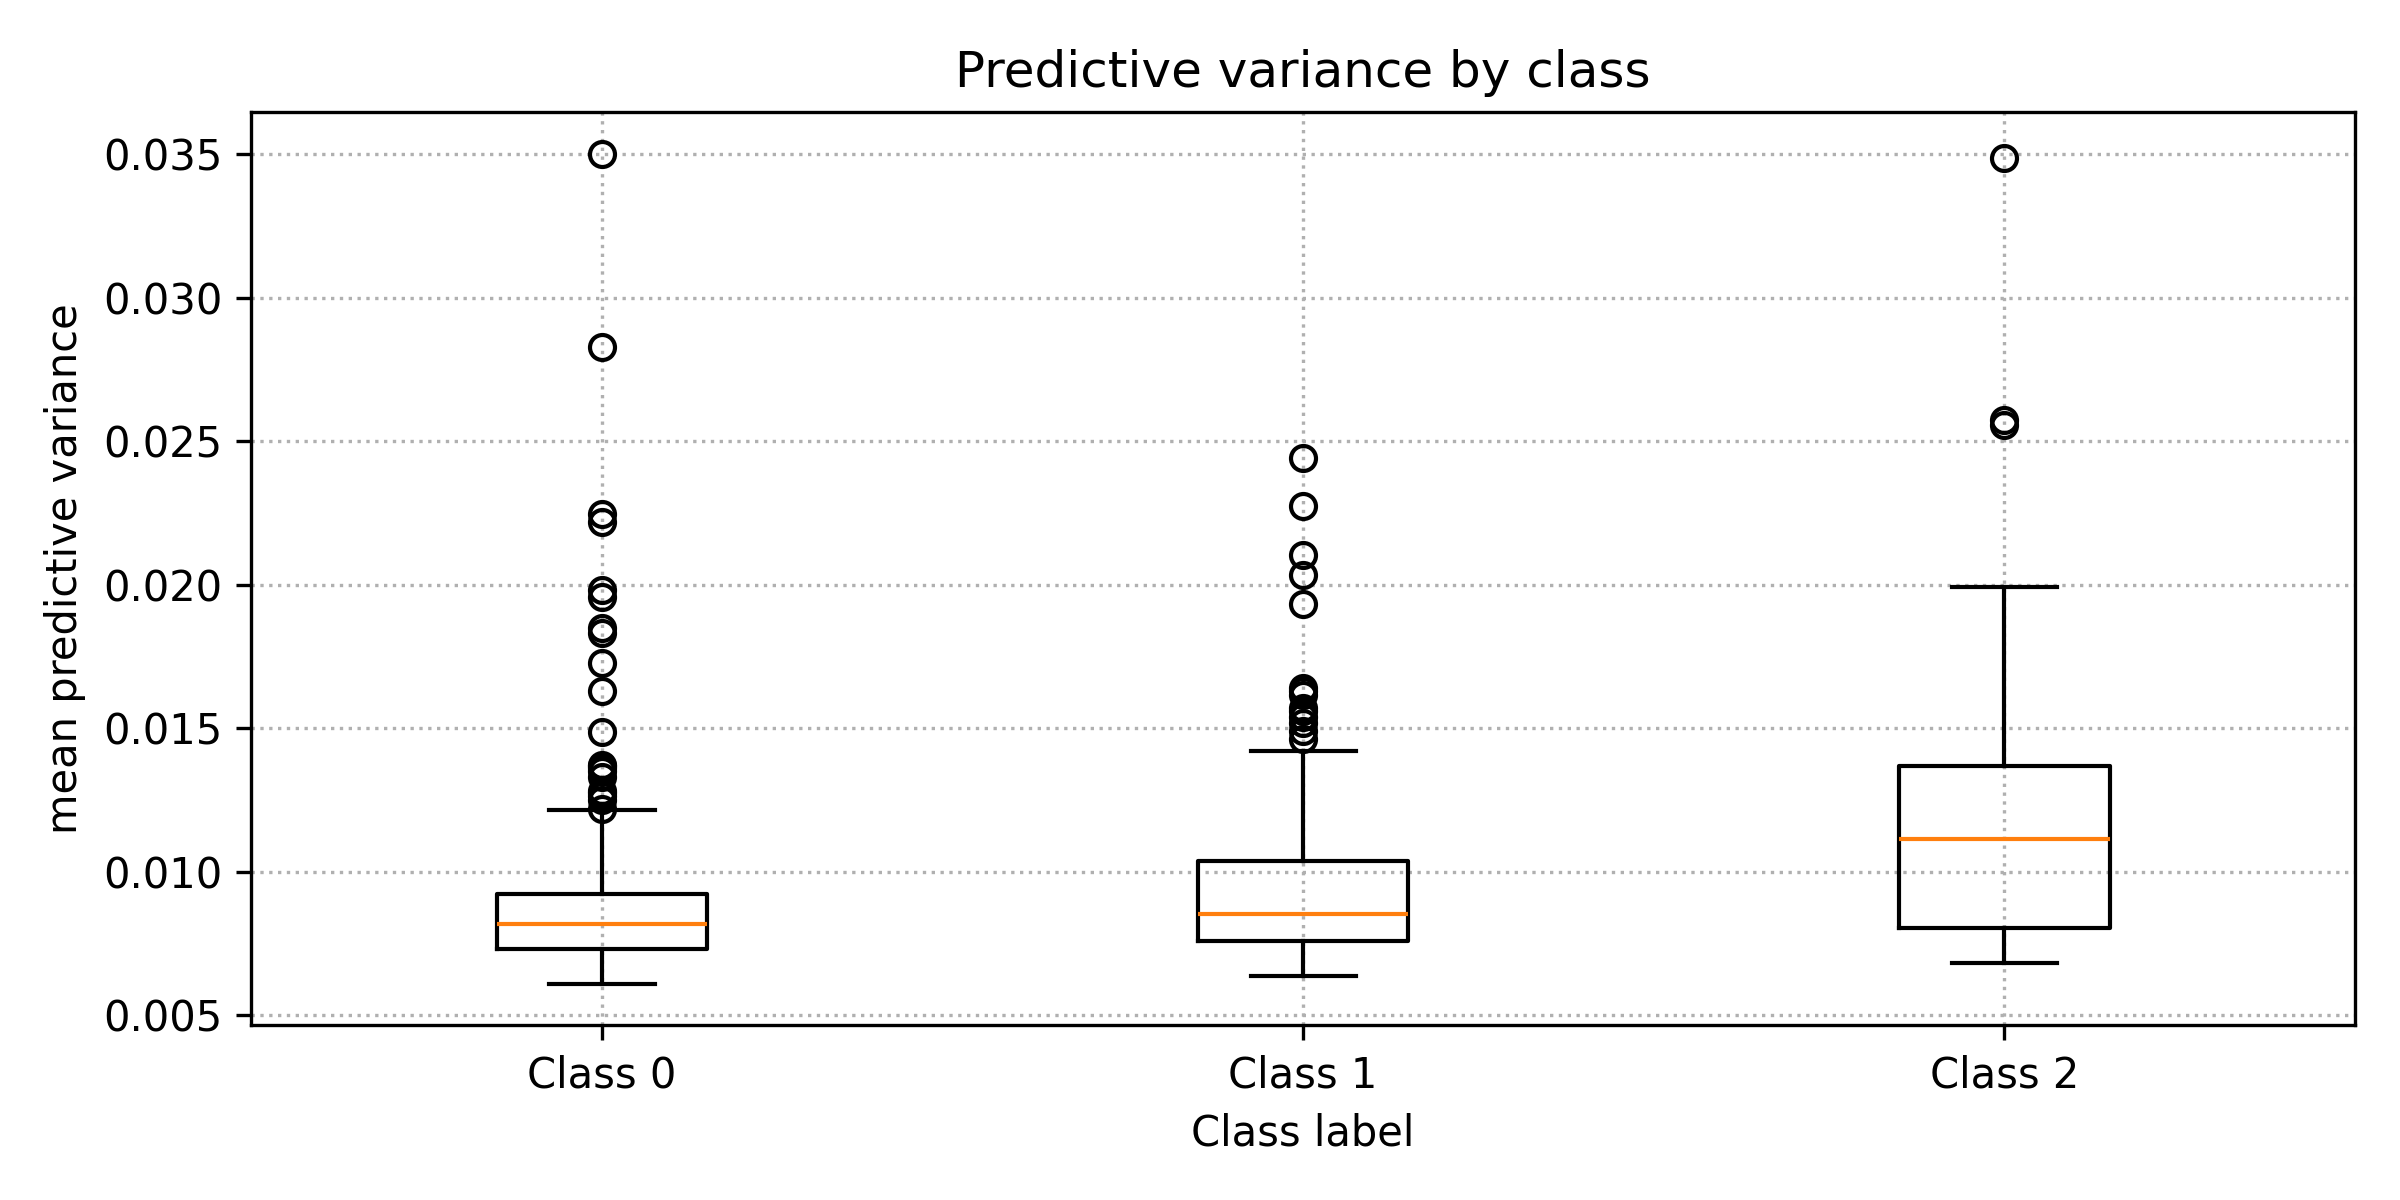 Predictive variance by class
0.035
0.030
0.025
0.020
0.015
0.010
0.005
mean predictive variance
Class 0
Class 1
Class 2
Class label